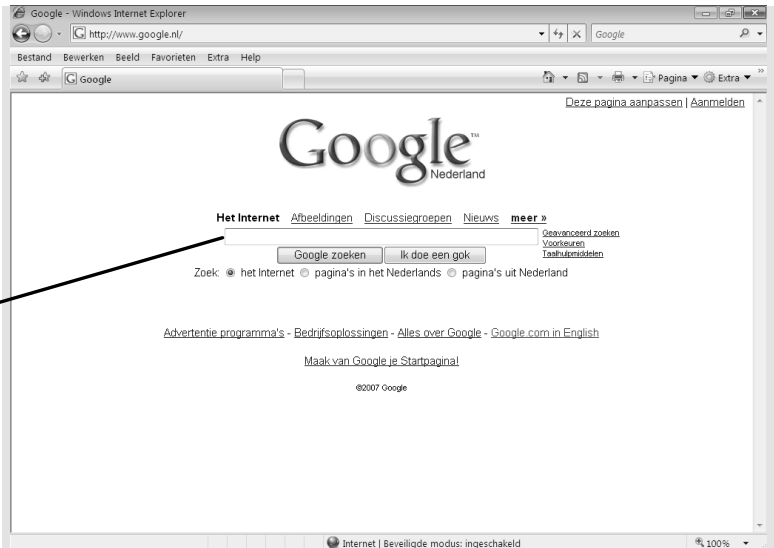 Google - Windows Internet Explorer
http://www.google.nl/ Google
Bestand Bewerken Beeld Favorieten Extra Help
Google Pagina Extra »
Deze pagina aanpassen | Aanmelden
Google™
Nederland
Het Internet Afbeeldingen Discussiegroepen Nieuws meer »
Geavanceerd zoeken
Voorkeuren
Taalhulpmiddelen
Google zoeken Ik doe een gok
Zoek: het Internet pagina's in het Nederlands pagina's uit Nederland
Advertentie programma's - Bedrijfsoplossingen - Alles over Google - Google.com in English
Maak van Google je Startpagina!
©2007 Google
Internet | Beveiligde modus: ingeschakeld 100%